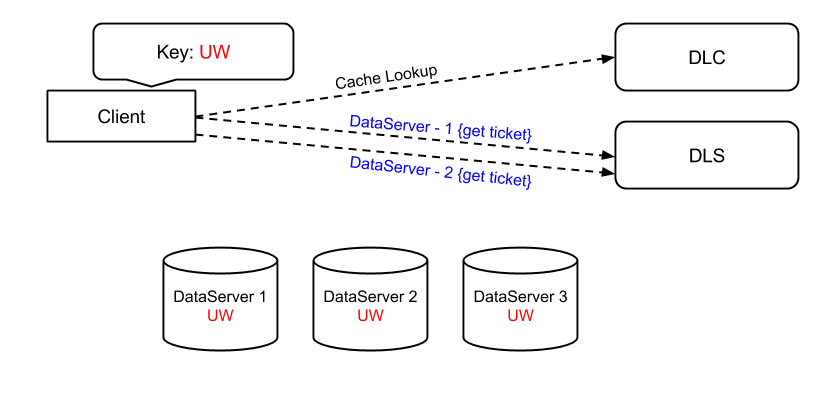 Key: UW
Client
Cache Lookup
DLC
DataServer - 1 {get ticket}
DataServer - 2 {get ticket}
DLS
DataServer 1
UW
DataServer 2
UW
DataServer 3
UW